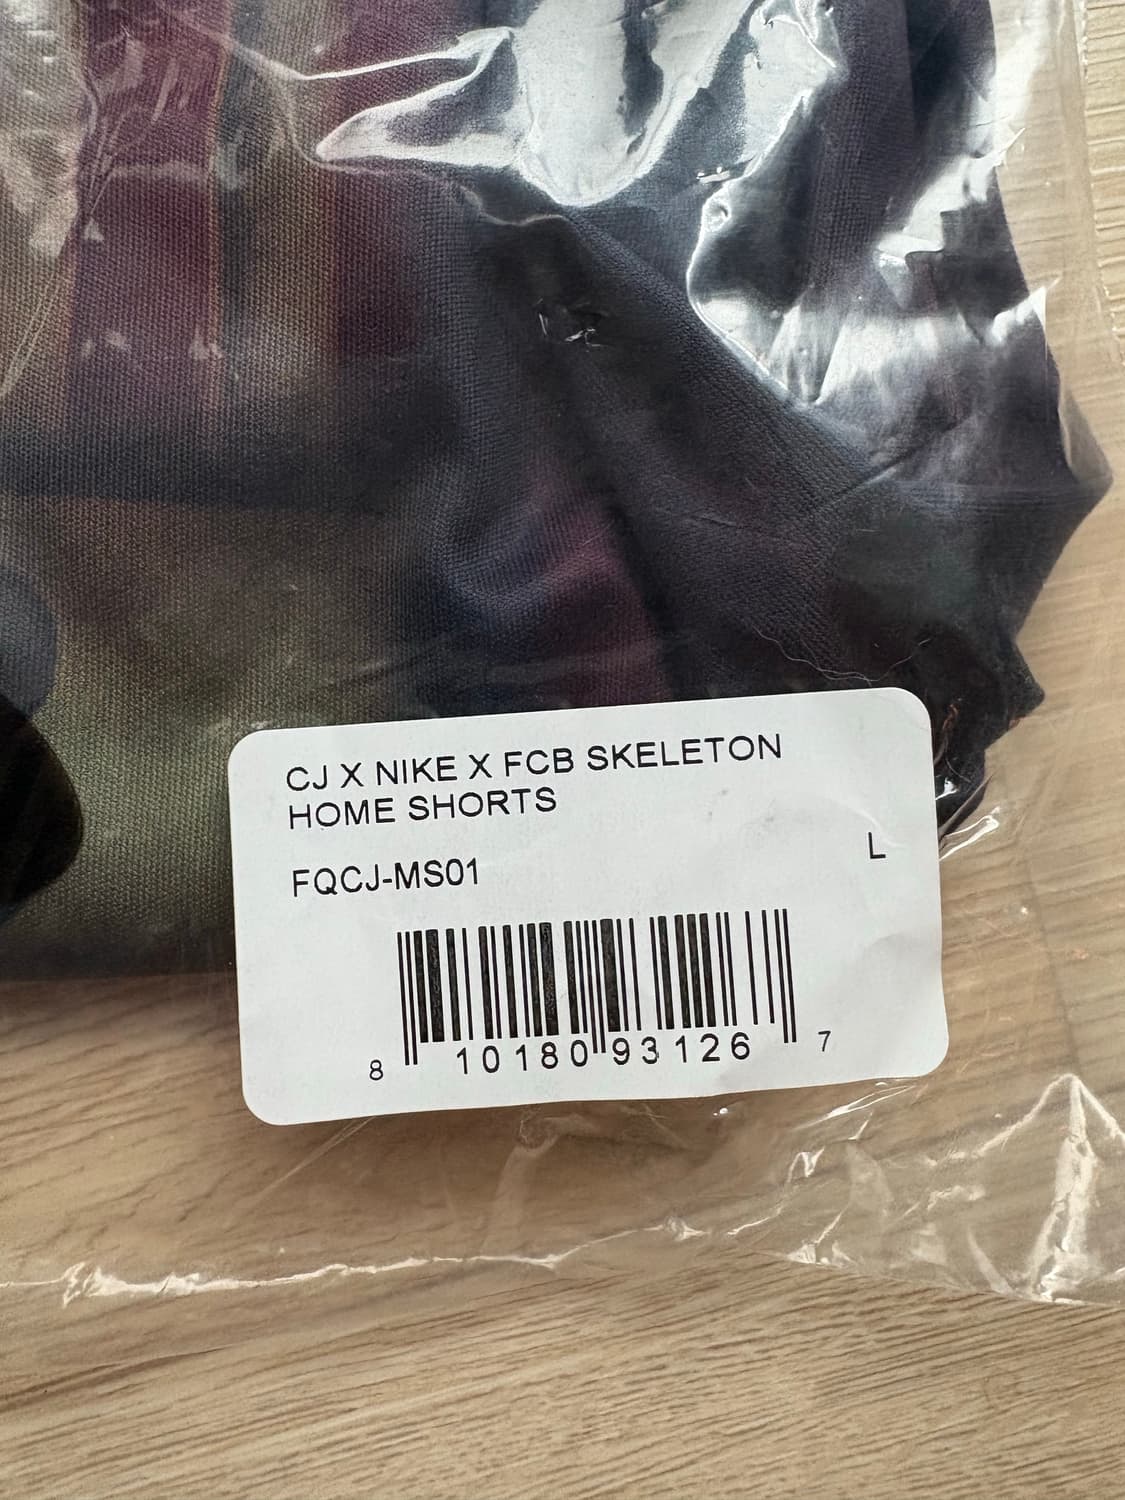 CJ X NIKE X FCB SKELETON
HOME SHORTS
FQCJ-MS01
L
8 10180 93126 7